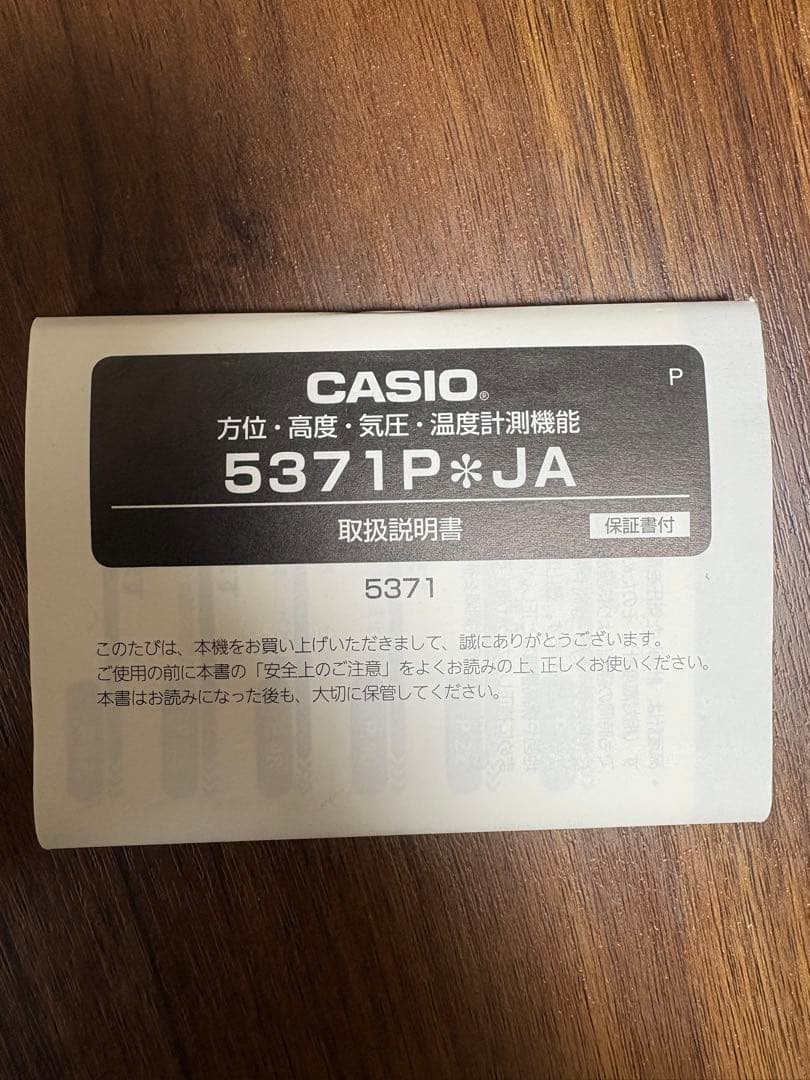 CASIO®
P
方位・高度・気圧・温度計測機能
5371P*JA
取扱説明書
保証書付
5371
このたびは、本機をお買い上げいただきまして、誠にありがとうございます。
ご使用の前に本書の「安全上のご注意」をよくお読みの上、正しくお使いください。
本書はお読みになった後も、大切に保管してください。